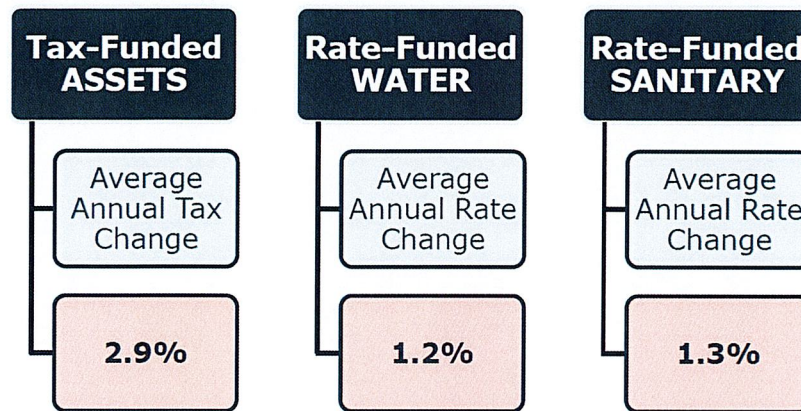 Tax-Funded
ASSETS
Average
Annual Tax
Change
2.9%
Rate-Funded
WATER
Average
Annual Rate
Change
1.2%
Rate-Funded
SANITARY
Average
Annual Rate
Change
1.3%